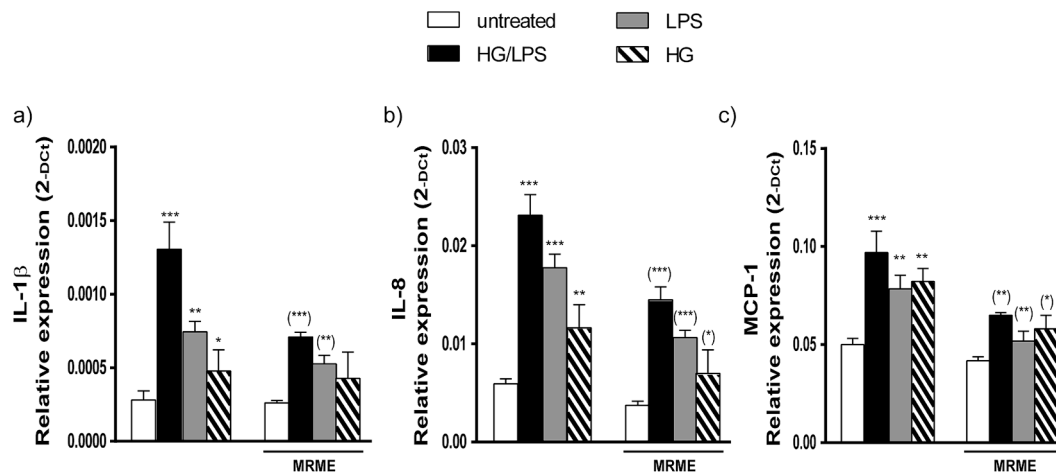 untreated
LPS
HG/LPS
HG
a)
IL-1β
Relative expression (2-DCt)
0.0020
0.0015
0.0010
0.0005
0.0000
***
**
*
(***)
(**)
MRME
b)
IL-8
Relative expression (2-DCt)
0.03
0.02
0.01
0.00
***
***
**
(***)
(***)
(*)
MRME
c)
MCP-1
Relative expression (2-DCt)
0.15
0.10
0.05
0.00
***
**
**
(**)
(**)
(*)
MRME